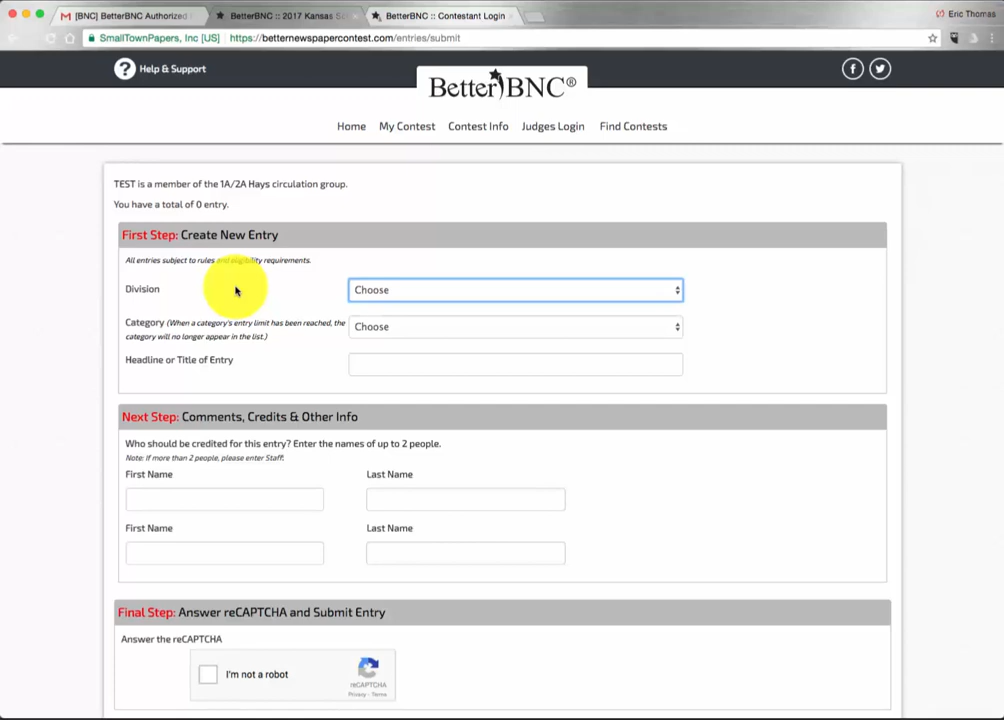 [BNC] BetterBNC Authorized
BetterBNC :: 2017 Kansas Sc
BetterBNC :: Contestant Login
Eric Thomas
SmallTownPapers, Inc [US]
https://betternewspapercontest.com/entries/submit
Help & Support
BetterBNC®
Home
My Contest
Contest Info
Judges Login
Find Contests
TEST is a member of the 1A/2A Hays circulation group.
You have a total of 0 entry.
First Step: Create New Entry
All entries subject to rules and eligibility requirements.
Division
Choose
Category (When a category's entry limit has been reached, the
category will no longer appear in the list.)
Choose
Headline or Title of Entry
Next Step: Comments, Credits & Other Info
Who should be credited for this entry? Enter the names of up to 2 people.
Note: If more than 2 people, please enter Staff.
First Name
Last Name
First Name
Last Name
Final Step: Answer reCAPTCHA and Submit Entry
Answer the reCAPTCHA
I'm not a robot
reCAPTCHA
Privacy - Terms